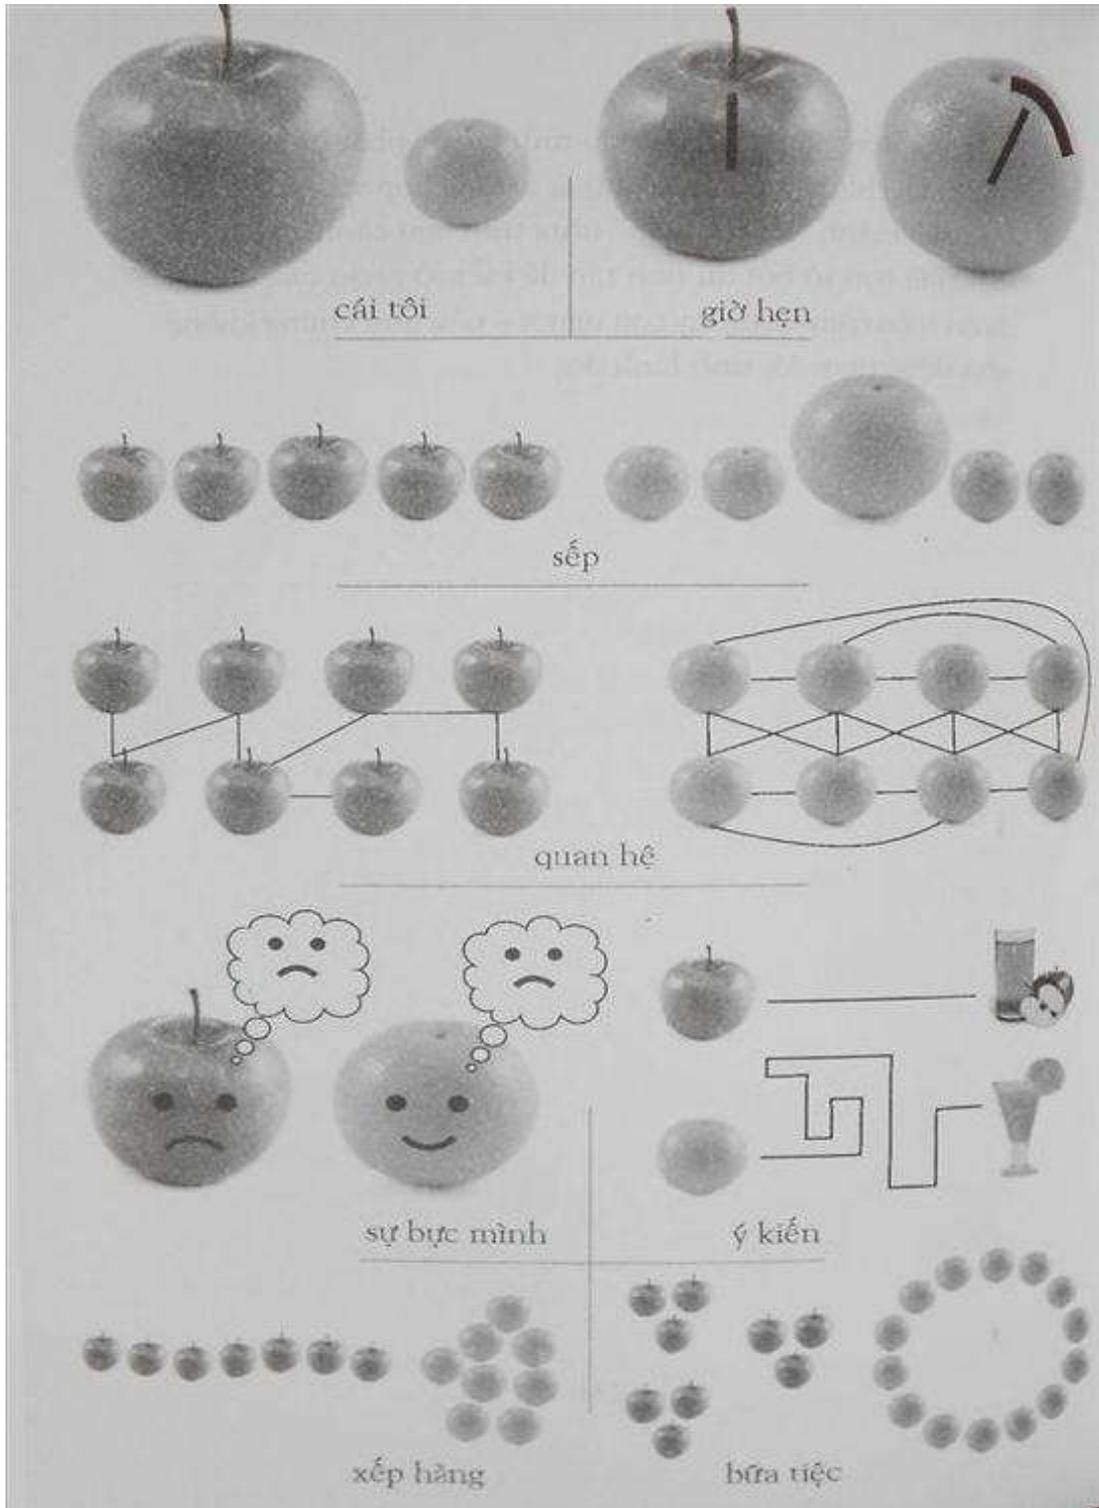 cái tôi
giờ hẹn
sếp
quan hệ
sự bực mình
ý kiến
xếp hàng
bữa tiệc